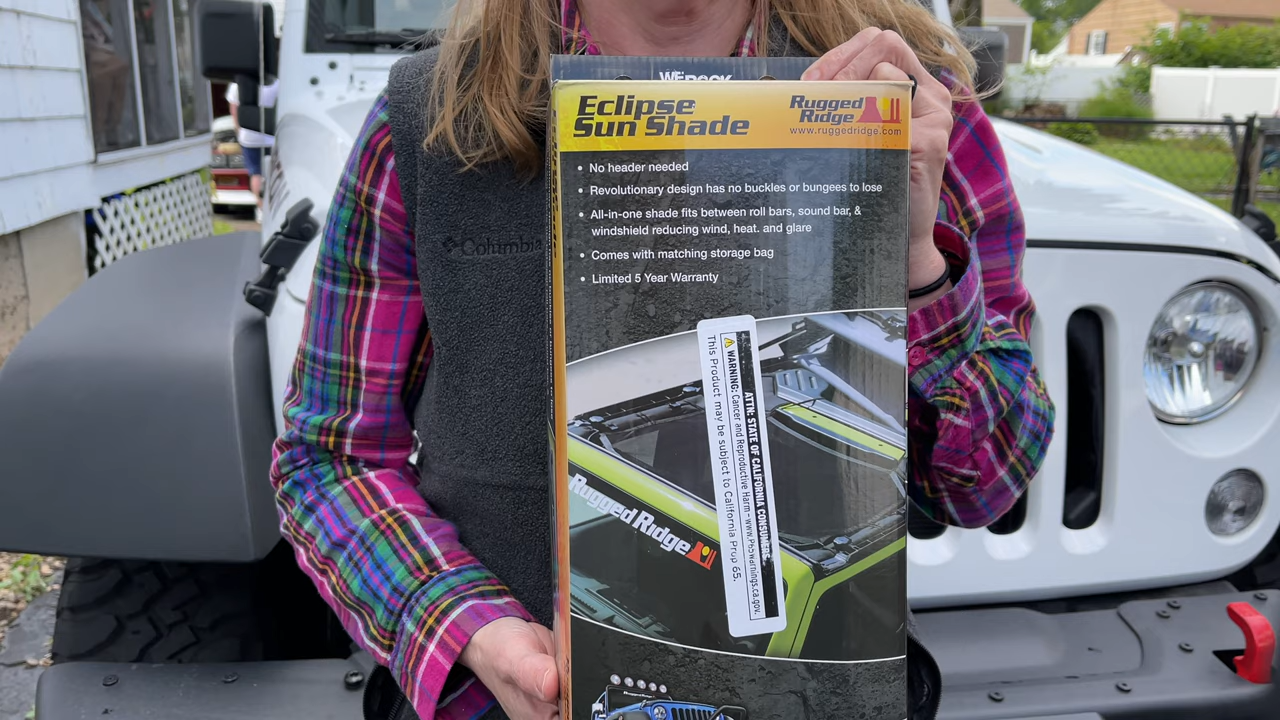 WE ROCK
Eclipse
Sun Shade
Rugged
Ridge
www.ruggedridge.com
• No header needed
• Revolutionary design has no buckles or bungees to lose
• All-in-one shade fits between roll bars, sound bar, &
windshield reducing wind, heat. and glare
• Comes with matching storage bag
• Limited 5 Year Warranty
Columbia
ATTN: STATE OF CALIFORNIA CONSUMERS
WARNING: Cancer and Reproductive Harm - www.P65warnings.ca.gov.
This Product may be subject to California Prop 65.
Rugged Ridge